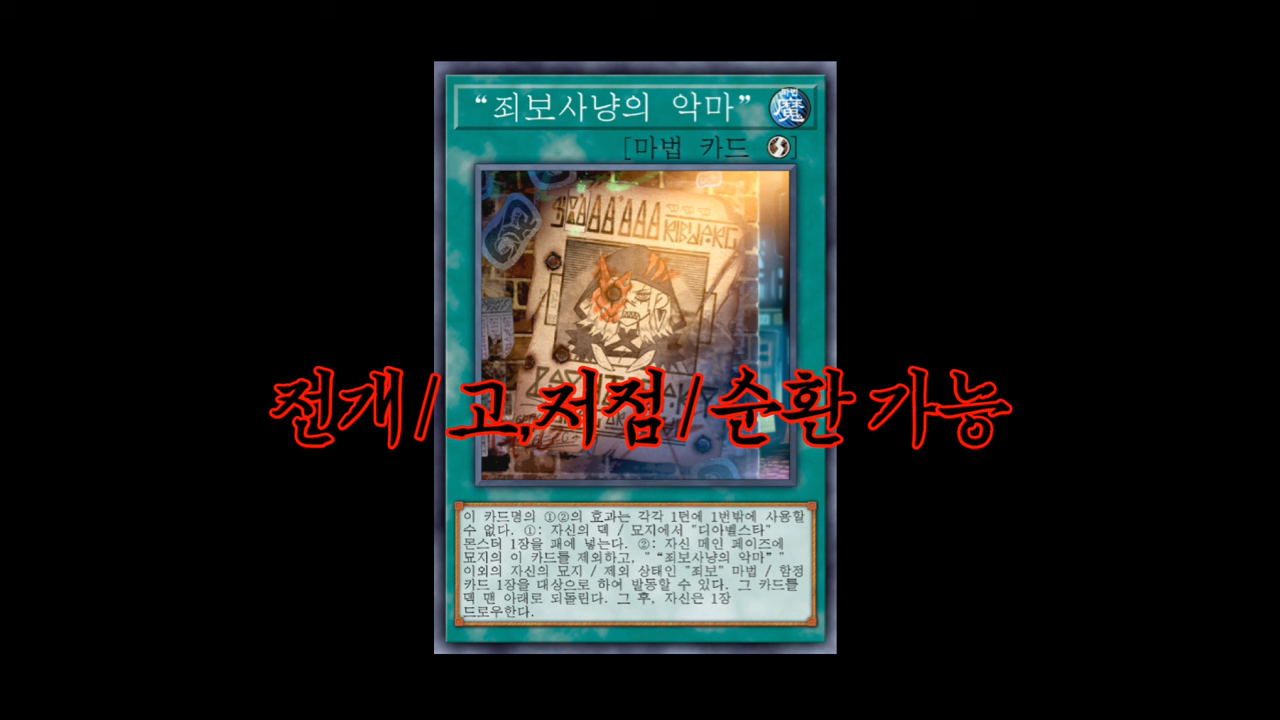 “죄보사냥의 악마”
魔
마법
[마법 카드 ]
전개 / 고,저점 / 순환 가능
이 카드명의 ①②의 효과는 각각 1턴에 1번밖에 사용할
수 없다. ①: 자신의 덱 / 묘지에서 "디아벨스타"
몬스터 1장을 패에 넣는다. ②: 자신 메인 페이즈에
묘지의 이 카드를 제외하고, "“죄보사냥의 악마”"
이외의 자신의 묘지 / 제외 상태인 "죄보" 마법 / 함정
카드 1장을 대상으로 하여 발동할 수 있다. 그 카드를
덱 맨 아래로 되돌린다. 그 후, 자신은 1장
드로우한다.